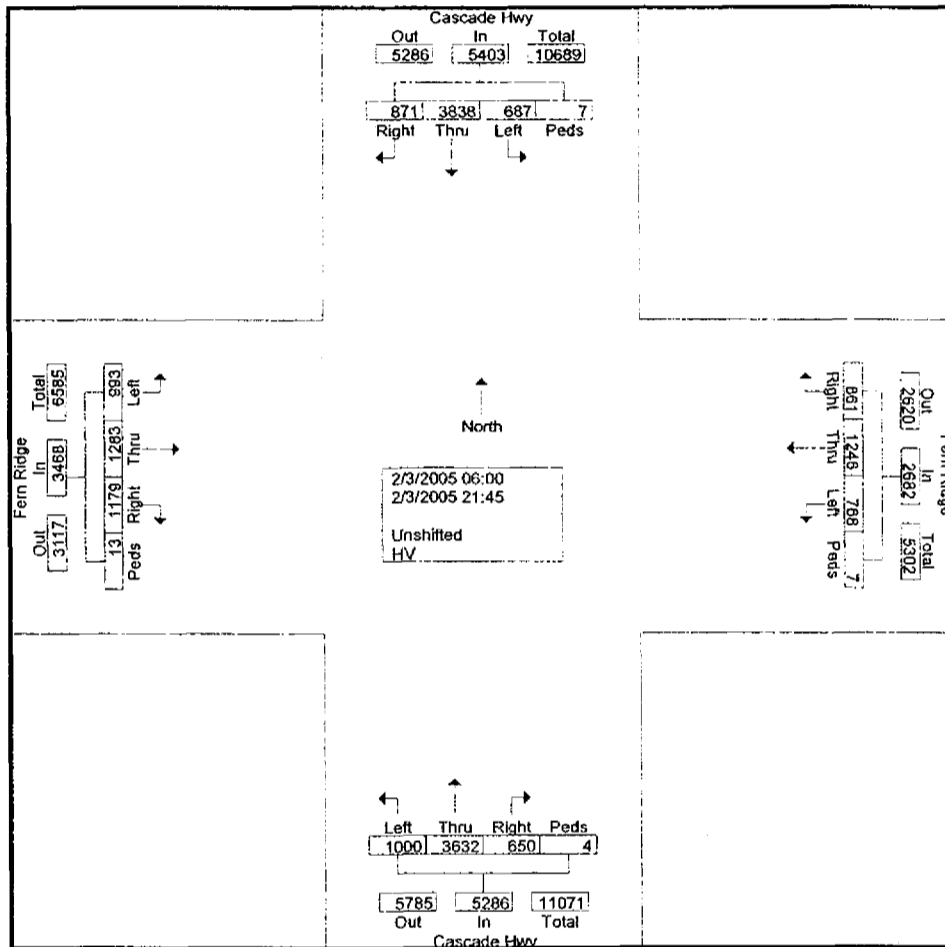 Cascade Hwy
Out In Total
5286 5403 10689
871 3838 687 7
Right Thru Left Peds
Fern Ridge
Total In Out
6585 3468 3117
993 1283 1179 13
Left Thru Right Peds
North
2/3/2005 06:00
2/3/2005 21:45
Unshifted
HV
Right Thru Left Peds
661 1246 768 7
2620 2682 5302
Out In Total
Fern Ridge
Left Thru Right Peds
1000 3632 650 4
5785 5286 11071
Out In Total
Cascade Hwy